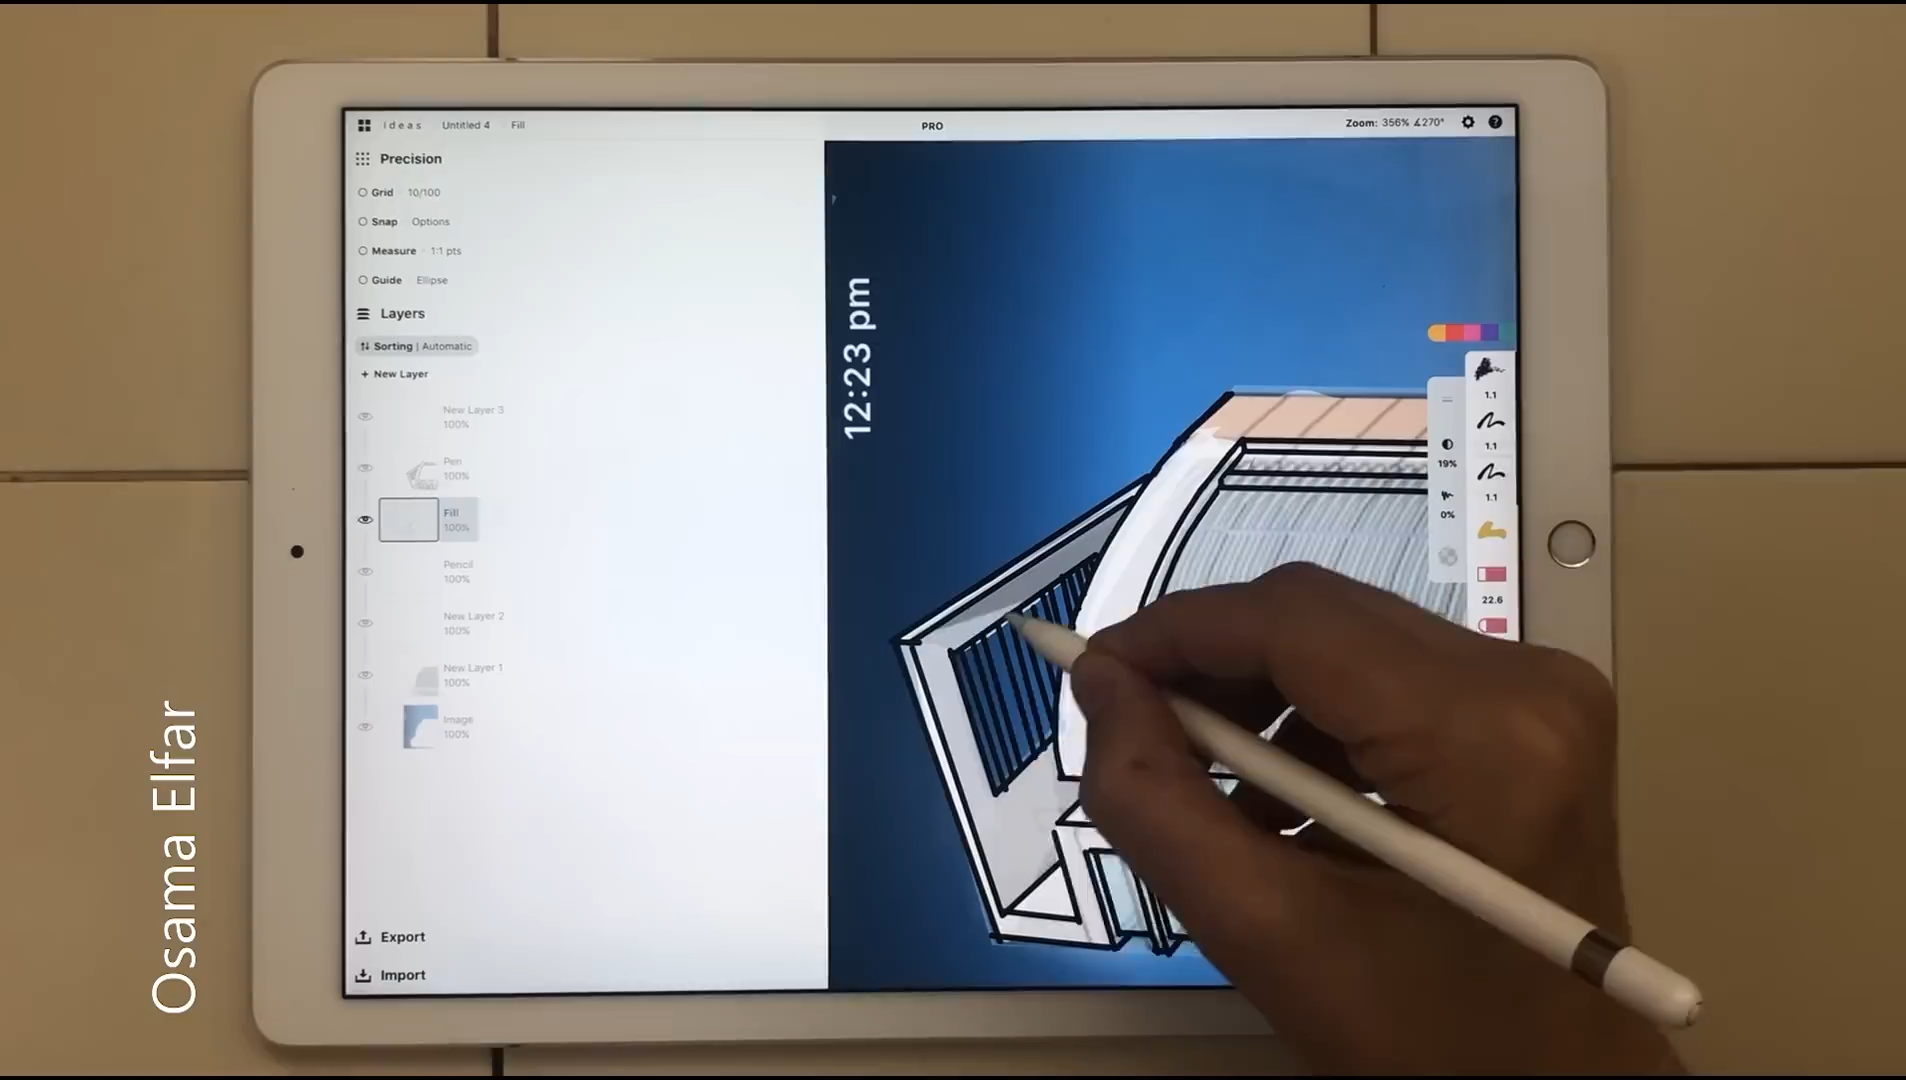 Ideas Untitled 4 Fill
PRO
Zoom: 356% ∡270°
Precision
Grid · 10/100
Snap Options
Measure · 1:1 pts
Guide · Ellipse
Layers
Sorting | Automatic
+ New Layer
New Layer 3
100%
Pen
100%
Fill
100%
Pencil
100%
New Layer 2
100%
New Layer 1
100%
Image
100%
Export
Import
12:23 pm
1.1
1.1
1.1
22.6
19%
0%
Osama Elfar